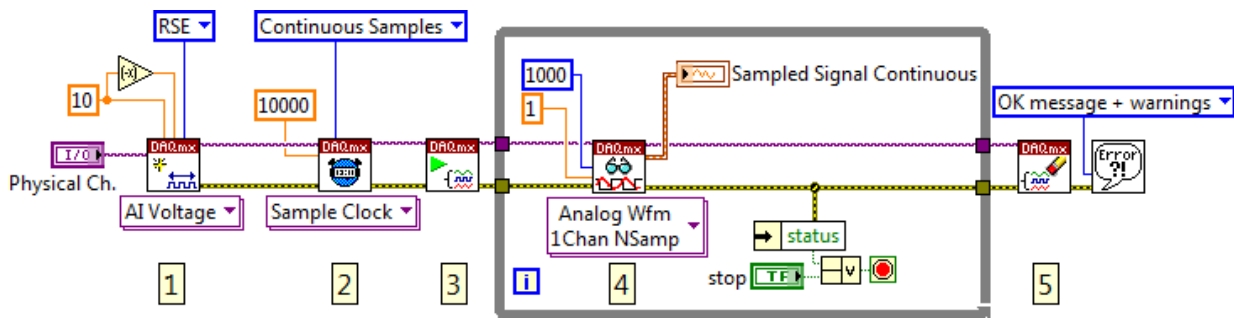 RSE
Continuous Samples
[-x]
10
10000
1000
1
Sampled Signal Continuous
OK message + warnings
I/O
Physical Ch.
DAQmx
DAQmx
DAQmx
DAQmx
DAQmx
Error
?!
AI Voltage
Sample Clock
Analog Wfm
1Chan NSamp
status
stop
TF
v
i
1
2
3
4
5